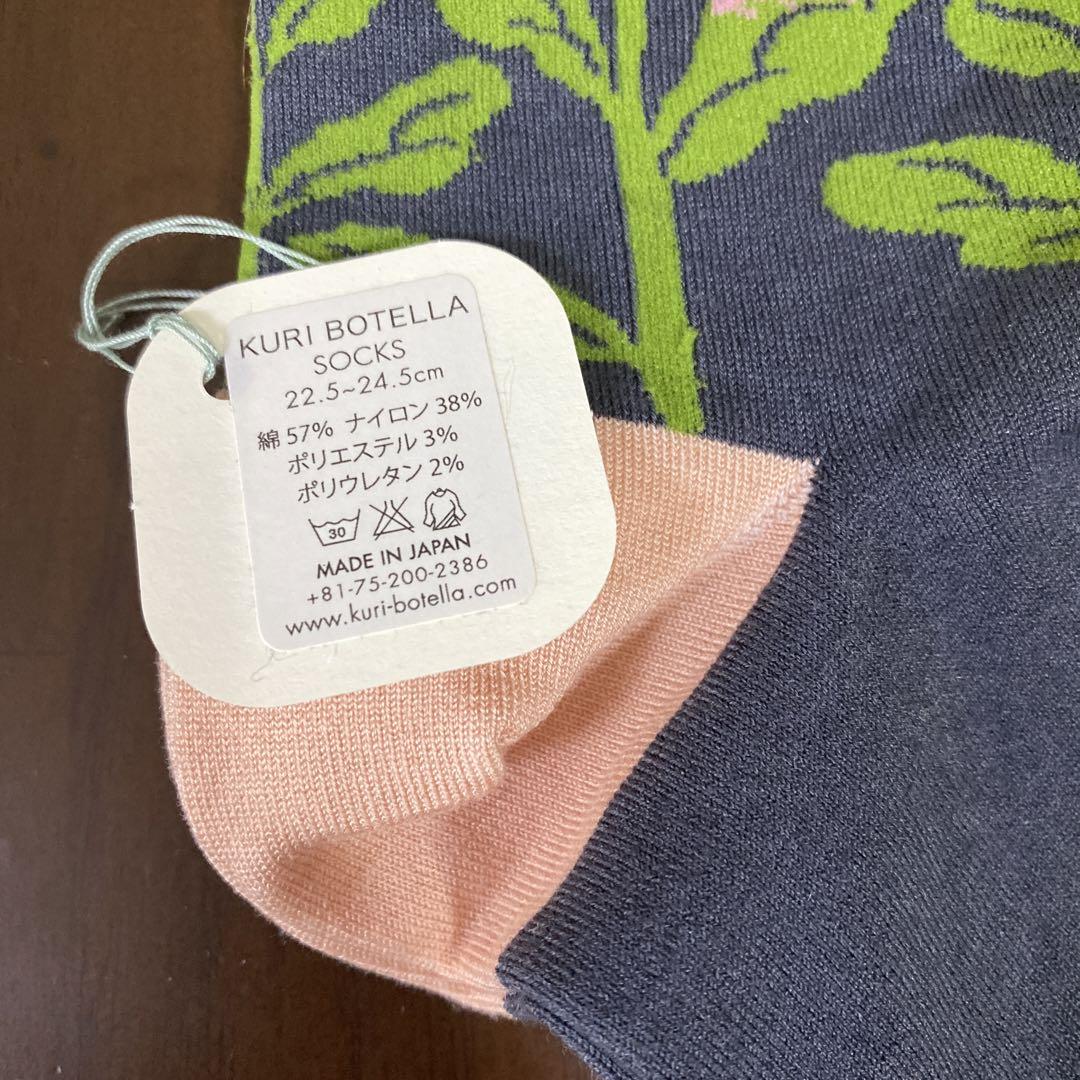 KURI BOTELLA
SOCKS
22.5~24.5cm
綿 57% ナイロン 38%
ポリエステル 3%
ポリウレタン 2%
30
MADE IN JAPAN
+81-75-200-2386
www.kuri-botella.com